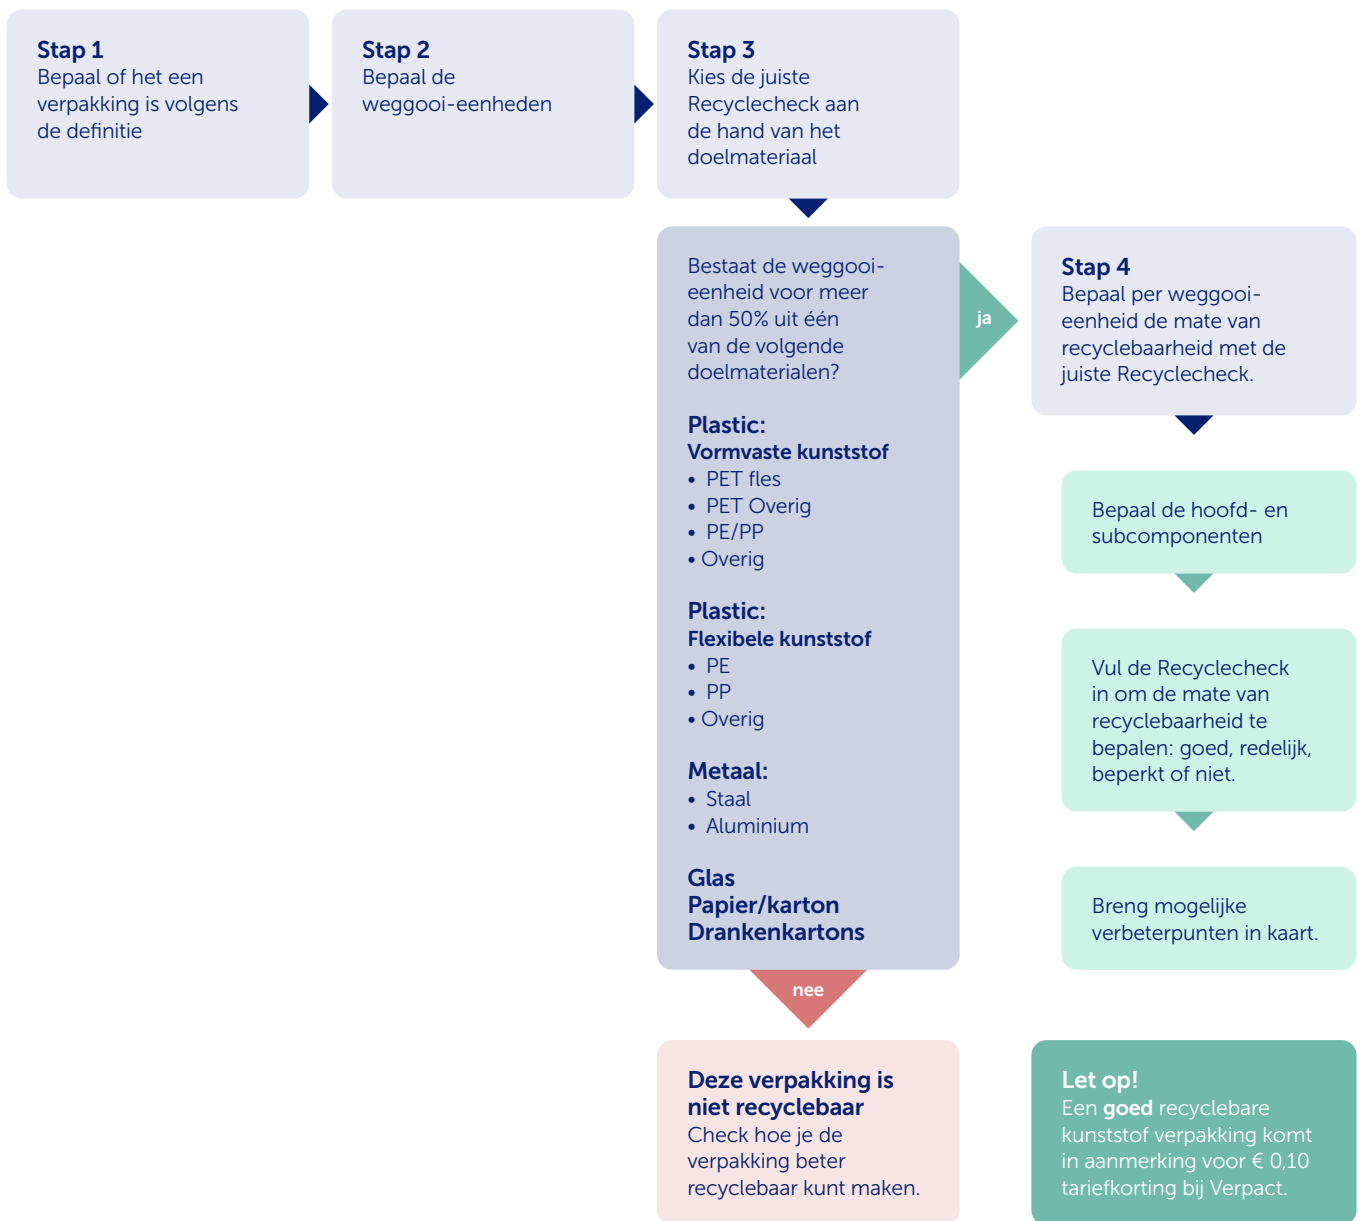 Stap 1
Bepaal of het een
verpakking is volgens
de definitie
Stap 2
Bepaal de
weggooi-eenheden
Stap 3
Kies de juiste
Recyclecheck aan
de hand van het
doelmateriaal
Bestaat de weggooi-
eenheid voor meer
dan 50% uit één
van de volgende
doelmaterialen?
Plastic:
Vormvaste kunststof
• PET fles
• PET Overig
• PE/PP
• Overig
Plastic:
Flexibele kunststof
• PE
• PP
• Overig
Metaal:
• Staal
• Aluminium
Glas
Papier/karton
Drankenkartons
ja
nee
Deze verpakking is
niet recyclebaar
Check hoe je de
verpakking beter
recyclebaar kunt maken.
Stap 4
Bepaal per weggooi-
eenheid de mate van
recyclebaarheid met de
juiste Recyclecheck.
Bepaal de hoofd- en
subcomponenten
Vul de Recyclecheck
in om de mate van
recyclebaarheid te
bepalen: goed, redelijk,
beperkt of niet.
Breng mogelijke
verbeterpunten in kaart.
Let op!
Een goed recyclebare
kunststof verpakking komt
in aanmerking voor € 0,10
tariefkorting bij Verpact.